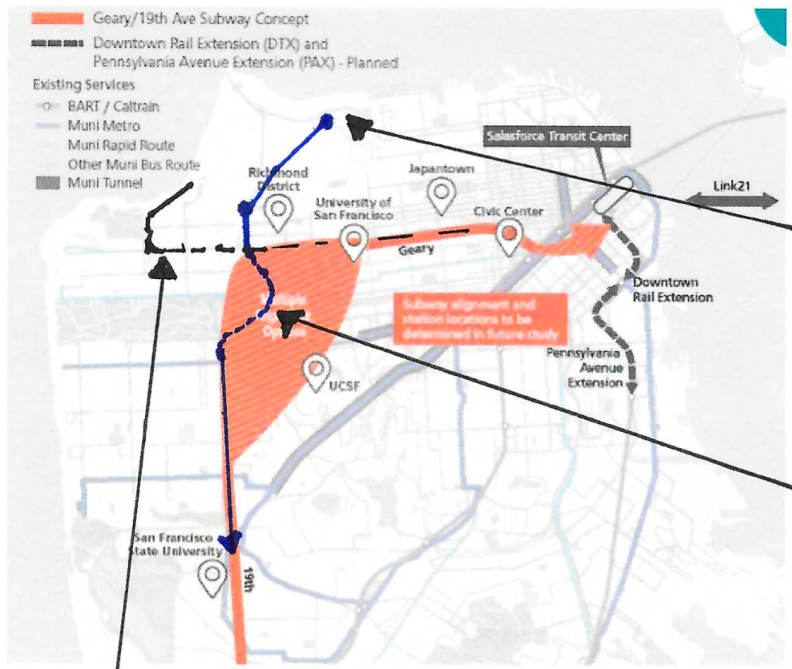 Geary/19th Ave Subway Concept
Downtown Rail Extension (DTX) and
Pennsylvania Avenue Extension (PAX) - Planned
Existing Services
BART / Caltrain
Muni Metro
Muni Rapid Route
Other Muni Bus Route
Muni Tunnel
Salesforce Transit Center
Link21
Richmond
District
Japantown
University of
San Francisco
Civic Center
Geary
Downtown
Rail Extension
Multiple
Options
Subway alignment and
station locations to be
determined in future study
Pennsylvania
Avenue
Extension
UCSF
San Francisco
State University
19th